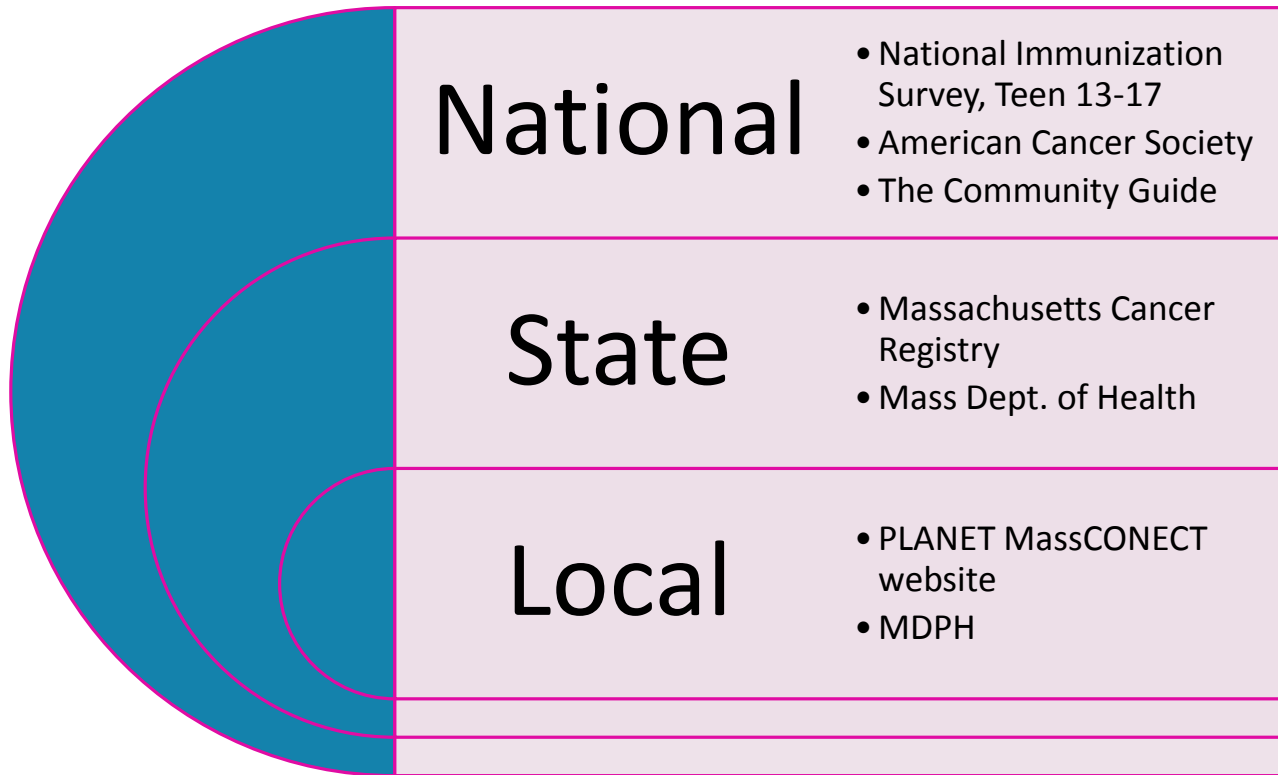 National
• National Immunization
Survey, Teen 13-17
• American Cancer Society
• The Community Guide
State
• Massachusetts Cancer
Registry
• Mass Dept. of Health
Local
• PLANET MassCONECT
website
• MDPH